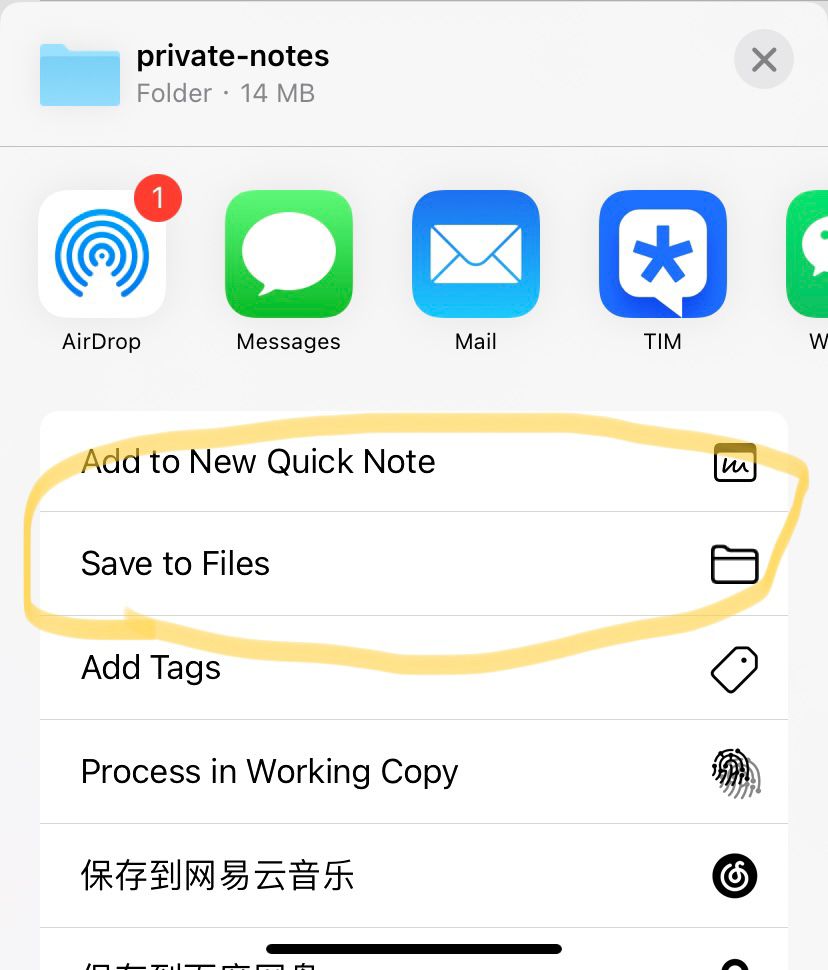 private-notes
Folder · 14 MB
1
AirDrop
Messages
Mail
TIM
W
Add to New Quick Note
Save to Files
Add Tags
Process in Working Copy
保存到网易云音乐